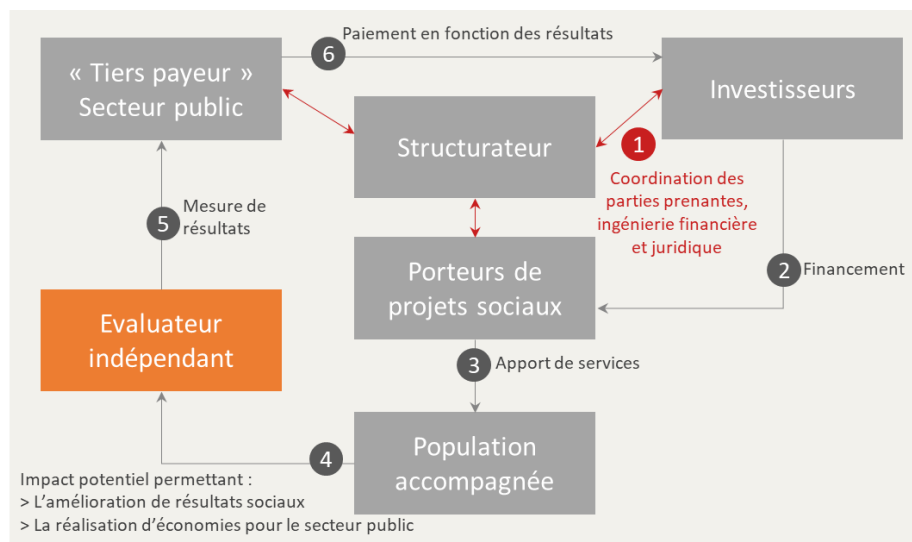 6
Paiement en fonction des résultats
« Tiers payeur »
Secteur public
Investisseurs
Structurateur
1
Coordination des
parties prenantes,
ingénierie financière
et juridique
5
Mesure de
résultats
Porteurs de
projets sociaux
2
Financement
Evaluateur
indépendant
3
Apport de services
4
Population
accompagnée
Impact potentiel permettant :
> L’amélioration de résultats sociaux
> La réalisation d’économies pour le secteur public